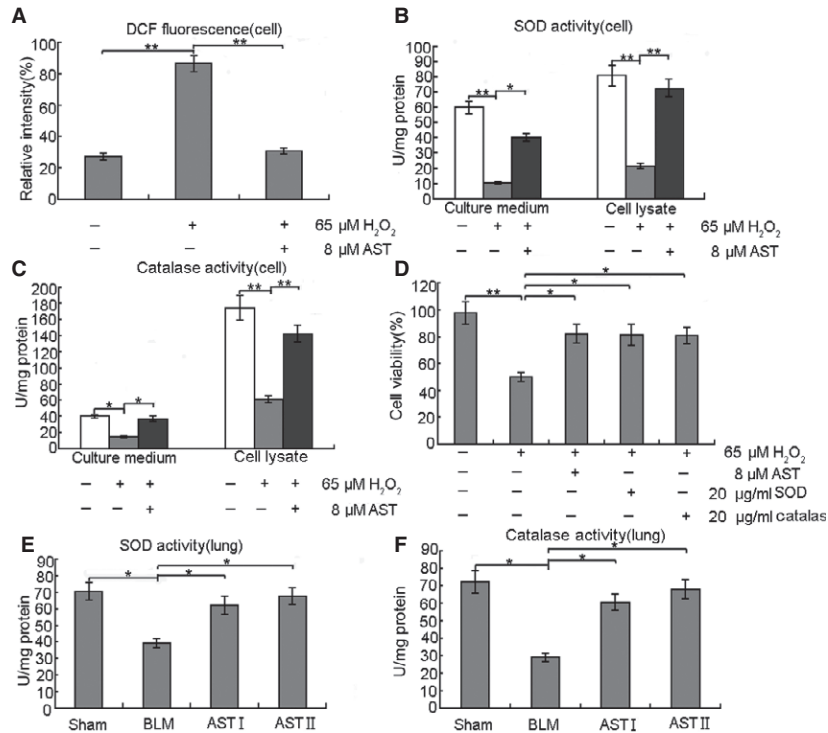 A
DCF fluorescence(cell)
Relative intensity(%)
100
80
60
40
20
0
** **
− + + 65 μM H₂O₂
− − + 8 μM AST
B
SOD activity(cell)
U/mg protein
100
90
80
70
60
50
40
30
20
10
0
** * ** **
Culture medium Cell lysate
− + + − + + 65 μM H₂O₂
− − + − − + 8 μM AST
C
Catalase activity(cell)
U/mg protein
200
180
160
140
120
100
80
60
40
20
0
* * ** **
Culture medium Cell lysate
− + + − + + 65 μM H₂O₂
− − + − − + 8 μM AST
D
Cell viability(%)
120
100
80
60
40
20
0
** * * *
− + + + + 65 μM H₂O₂
− − + − − 8 μM AST
− − − + − 20 μg/ml SOD
− − − − + 20 μg/ml catalas
E
SOD activity(lung)
U/mg protein
90
80
70
60
50
40
30
20
10
0
* * *
Sham BLM AST I AST II
F
Catalase activity(lung)
U/mg protein
90
80
70
60
50
40
30
20
10
0
* * *
Sham BLM AST I AST II